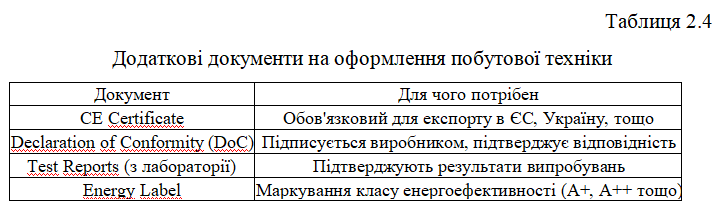 Таблиця 2.4
Додаткові документи на оформлення побутової техніки
Документ Для чого потрібен
CE Certificate Обов'язковий для експорту в ЄС, Україну, тощо
Declaration of Conformity (DoC) Підписується виробником, підтверджує відповідність
Test Reports (з лабораторії) Підтверджують результати випробувань
Energy Label Маркування класу енергоефективності (A+, A++ тощо)